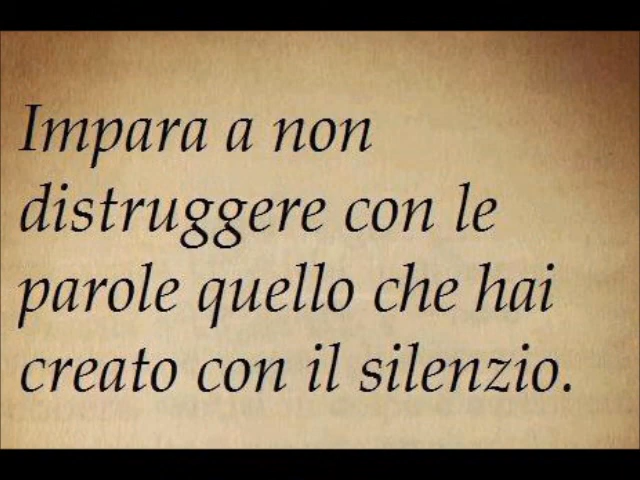 Impara a non
distruggere con le
parole quello che hai
creato con il silenzio.